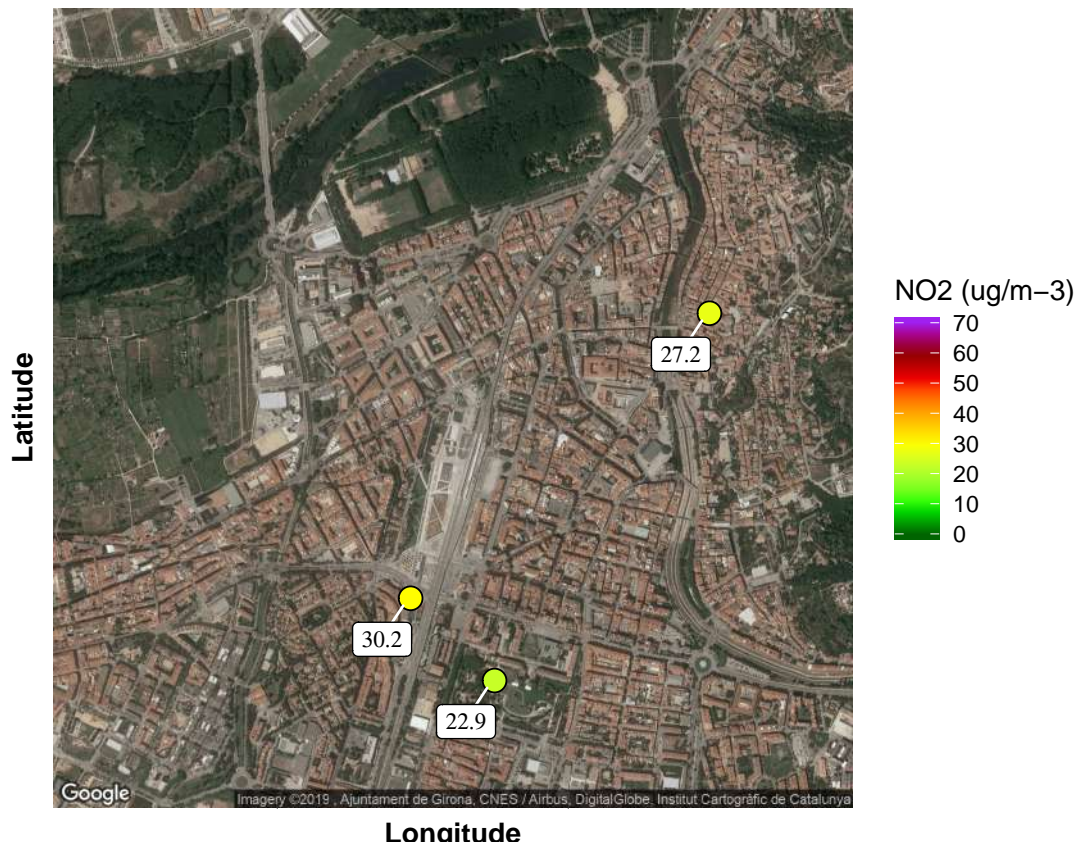 NO2 (ug/m−3)
70
60
50
40
30
20
10
0
27.2
30.2
22.9
Latitude
Longitude
Google
Imagery ©2019 , Ajuntament de Girona, CNES / Airbus, DigitalGlobe, Institut Cartogràfic de Catalunya